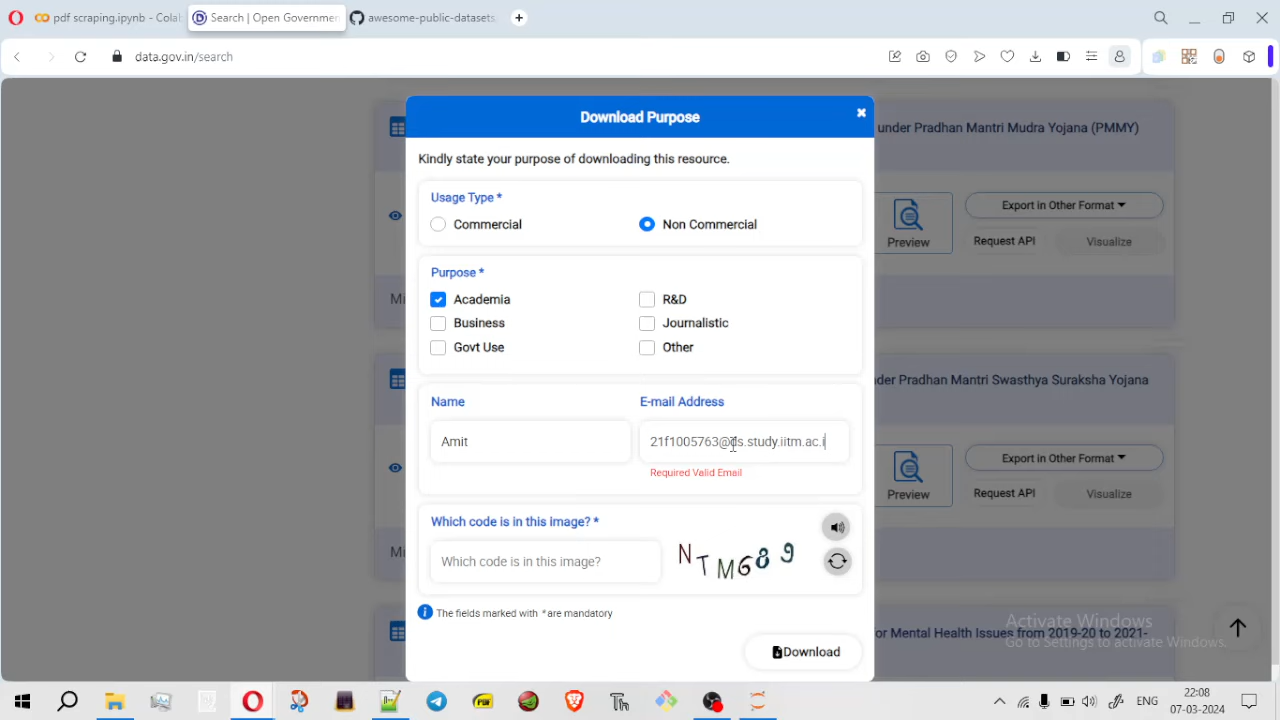 pdf scraping.ipynb - Colab
Search | Open Governmen
awesome-public-datasets
data.gov.in/search
Download Purpose
under Pradhan Mantri Mudra Yojana (PMMY)
Kindly state your purpose of downloading this resource.
Usage Type *
Commercial
Non Commercial
Export in Other Format
Preview
Request API
Visualize
Purpose *
Academia
R&D
Business
Journalistic
Govt Use
Other
der Pradhan Mantri Swasthya Suraksha Yojana
Name
E-mail Address
Amit
21f1005763@ds.study.iitm.ac.i
Required Valid Email
Export in Other Format
Preview
Request API
Visualize
Which code is in this image? *
Which code is in this image?
NTM689
The fields marked with * are mandatory
Activate Windows
or Mental Health Issues from 2019-20 to 2021-
Go to Settings to activate Windows.
Download
ENG
22:08
07-03-2024